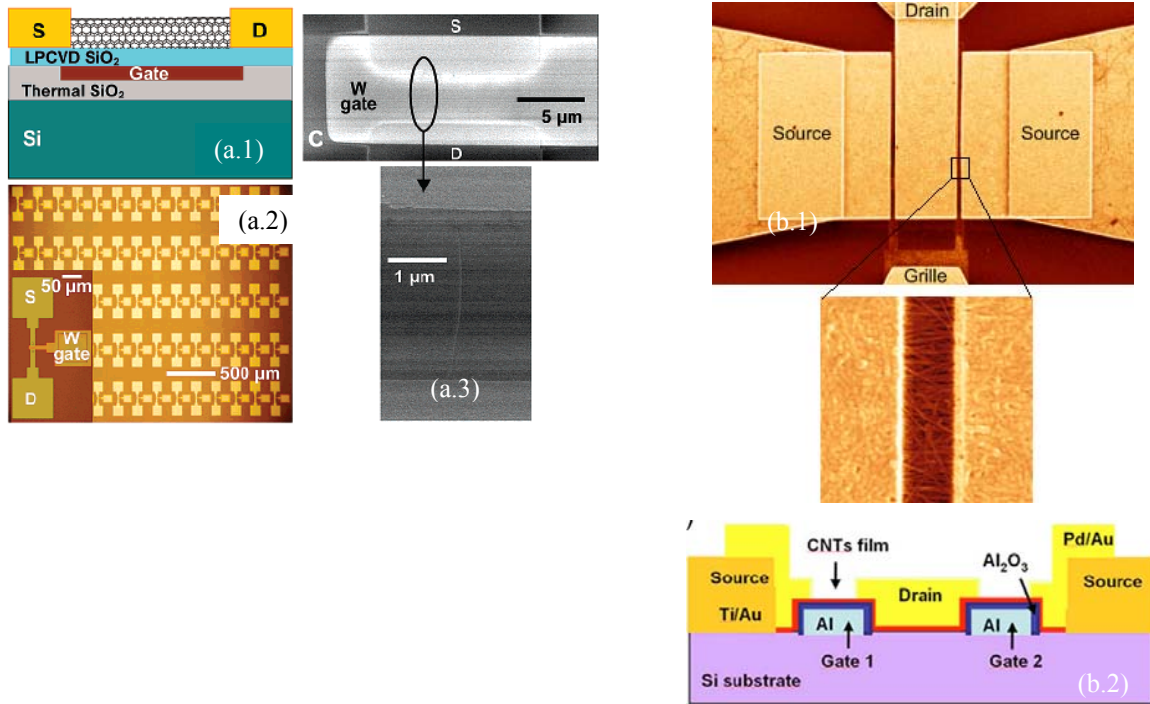 S
D
LPCVD SiO₂
Gate
Thermal SiO₂
Si
(a.1)
S
W
gate
5 µm
C
D
(a.2)
50 µm
S
W
gate
D
500 µm
1 µm
(a.3)
Drain
Source
Source
(b.1)
Grille
)
CNTs film
Al₂O₃
Pd/Au
Source
Source
Drain
Ti/Au
Al
Al
Gate 1
Gate 2
Si substrate
(b.2)